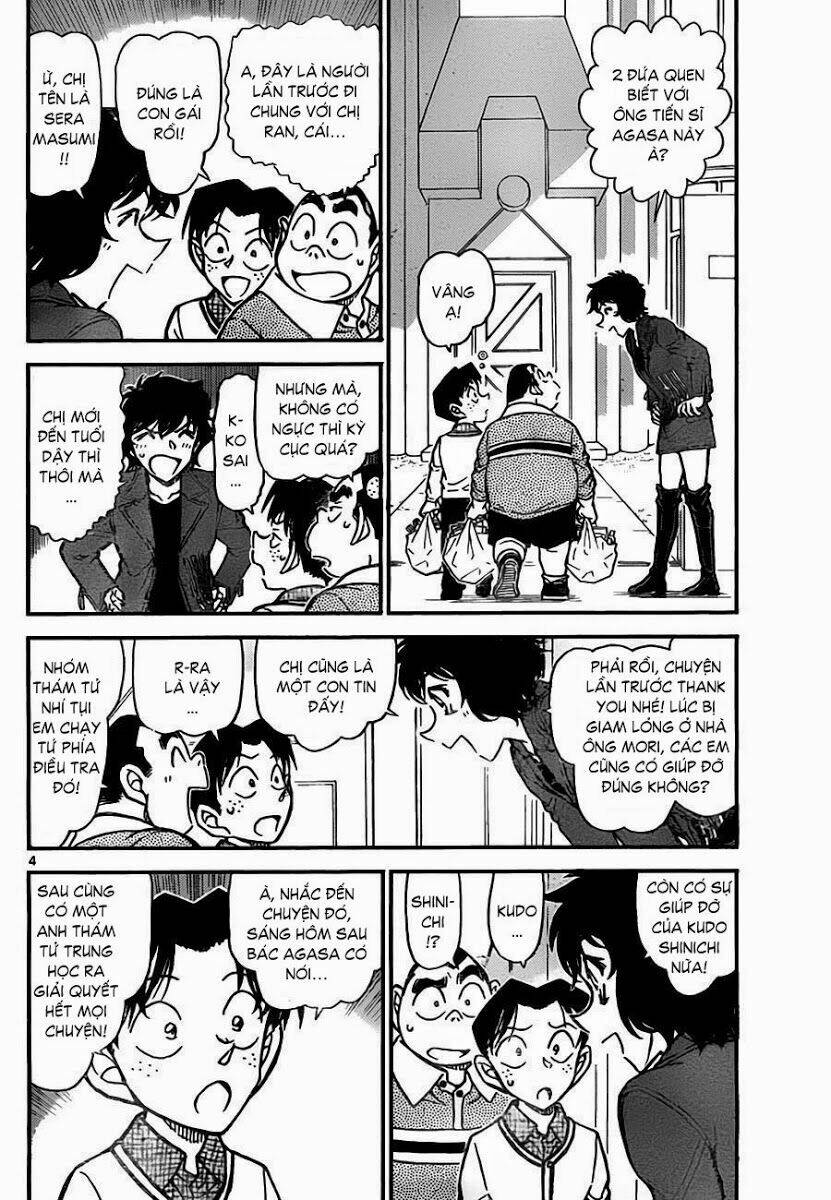 2 ĐỨA QUEN
BIẾT VỚI
ÔNG TIẾN SĨ
AGASA NÀY
À?
VÂNG
Ạ!
A, ĐÂY LÀ NGƯỜI
LẦN TRƯỚC ĐI
CHUNG VỚI CHỊ
RAN, CÁI...
ĐÚNG LÀ
CON GÁI
RỒI!
Ừ, CHỊ
TÊN LÀ
SERA
MASUMI
!!
NHƯNG MÀ,
KHÔNG CÓ
NGỰC THÌ KỲ
CỤC QUÁ?
K-
KO
SAI
...
CHỊ MỚI
ĐẾN TUỔI
DẬY THÌ
THÔI MÀ
...
PHẢI RỒI, CHUYỆN
LẦN TRƯỚC THANK
YOU NHÉ! LÚC BỊ
GIAM LỎNG Ở NHÀ
ÔNG MORI, CÁC EM
CŨNG CÓ GIÚP ĐỠ
ĐÚNG KHÔNG?
CHỊ CŨNG LÀ
MỘT CON TIN
ĐẤY!
R-RA
LÀ VẬY
...
NHÓM
THÁM TỬ
NHÍ TỤI
EM CHẠY
TỨ PHÍA
ĐIỀU TRA
ĐÓ!
4
CÒN CÓ SỰ
GIÚP ĐỠ
CỦA KUDO
SHINICHI
NỮA!
KUDO
...
SHINI-
CHI
!?
À, NHẮC ĐẾN
CHUYỆN ĐÓ,
SÁNG HÔM SAU
BÁC AGASA CÓ
NÓI...
SAU CÙNG
CÓ MỘT
ANH THÁM
TỬ TRUNG
HỌC RA
GIẢI QUYẾT
HẾT MỌI
CHUYỆN!